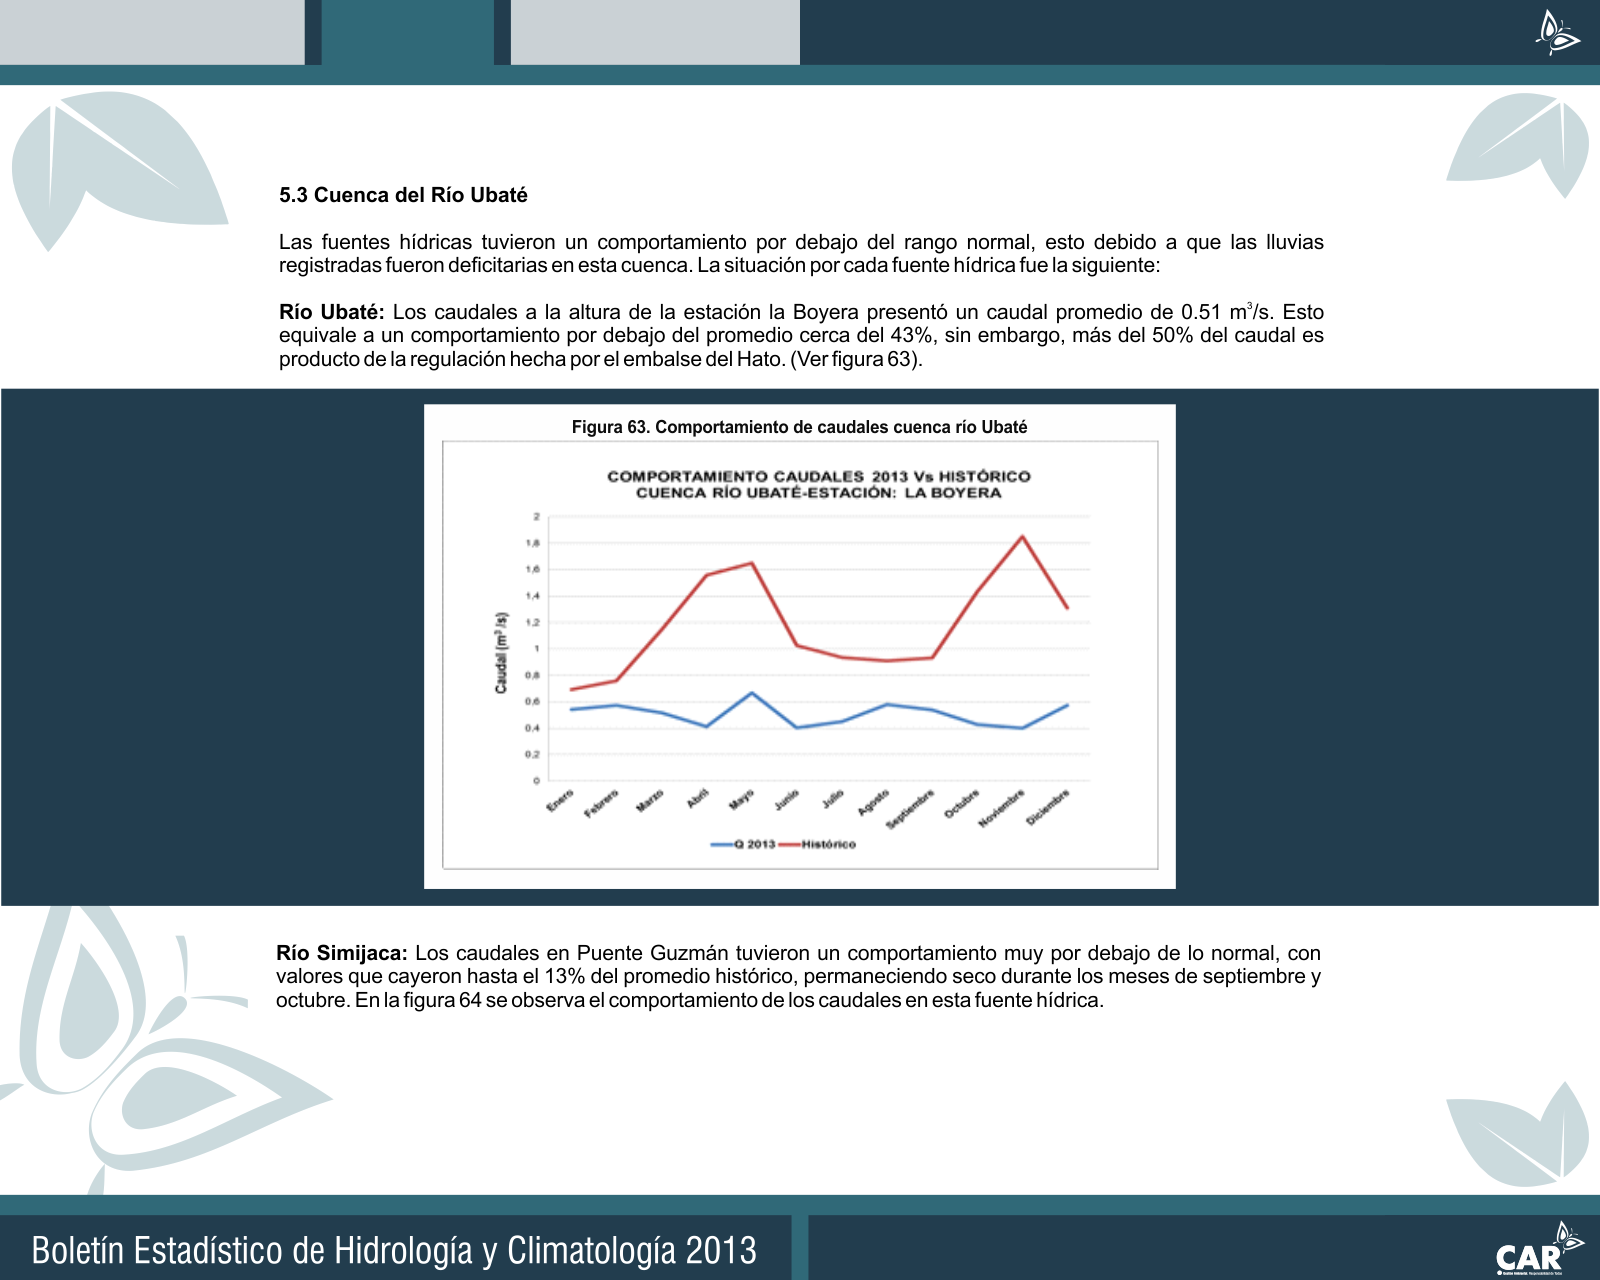 5.3 Cuenca del Río Ubaté
Las fuentes hídricas tuvieron un comportamiento por debajo del rango normal, esto debido a que las lluvias
registradas fueron deficitarias en esta cuenca. La situación por cada fuente hídrica fue la siguiente:
Río Ubaté: Los caudales a la altura de la estación la Boyera presentó un caudal promedio de 0.51 m³/s. Esto
equivale a un comportamiento por debajo del promedio cerca del 43%, sin embargo, más del 50% del caudal es
producto de la regulación hecha por el embalse del Hato. (Ver figura 63).
Figura 63. Comportamiento de caudales cuenca río Ubaté
COMPORTAMIENTO CAUDALES 2013 Vs HISTÓRICO
CUENCA RÍO UBATÉ-ESTACIÓN: LA BOYERA
Caudal (m³/s)
2
1,8
1,6
1,4
1,2
1
0,8
0,6
0,4
0,2
0
Enero
Febrero
Marzo
Abril
Mayo
Junio
Julio
Agosto
Septiembre
Octubre
Noviembre
Diciembre
Q 2013 Histórico
Río Simijaca: Los caudales en Puente Guzmán tuvieron un comportamiento muy por debajo de lo normal, con
valores que cayeron hasta el 13% del promedio histórico, permaneciendo seco durante los meses de septiembre y
octubre. En la figura 64 se observa el comportamiento de los caudales en esta fuente hídrica.
Boletín Estadístico de Hidrología y Climatología 2013
CAR